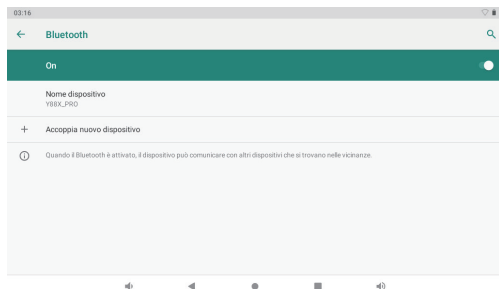 03:16
Bluetooth
On
Nome dispositivo
Y88X_PRO
Accoppia nuovo dispositivo
Quando il Bluetooth è attivato, il dispositivo può comunicare con altri dispositivi che si trovano nelle vicinanze.